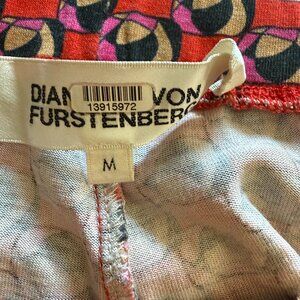 DIAN VON
13915972
FURSTENBERG
M